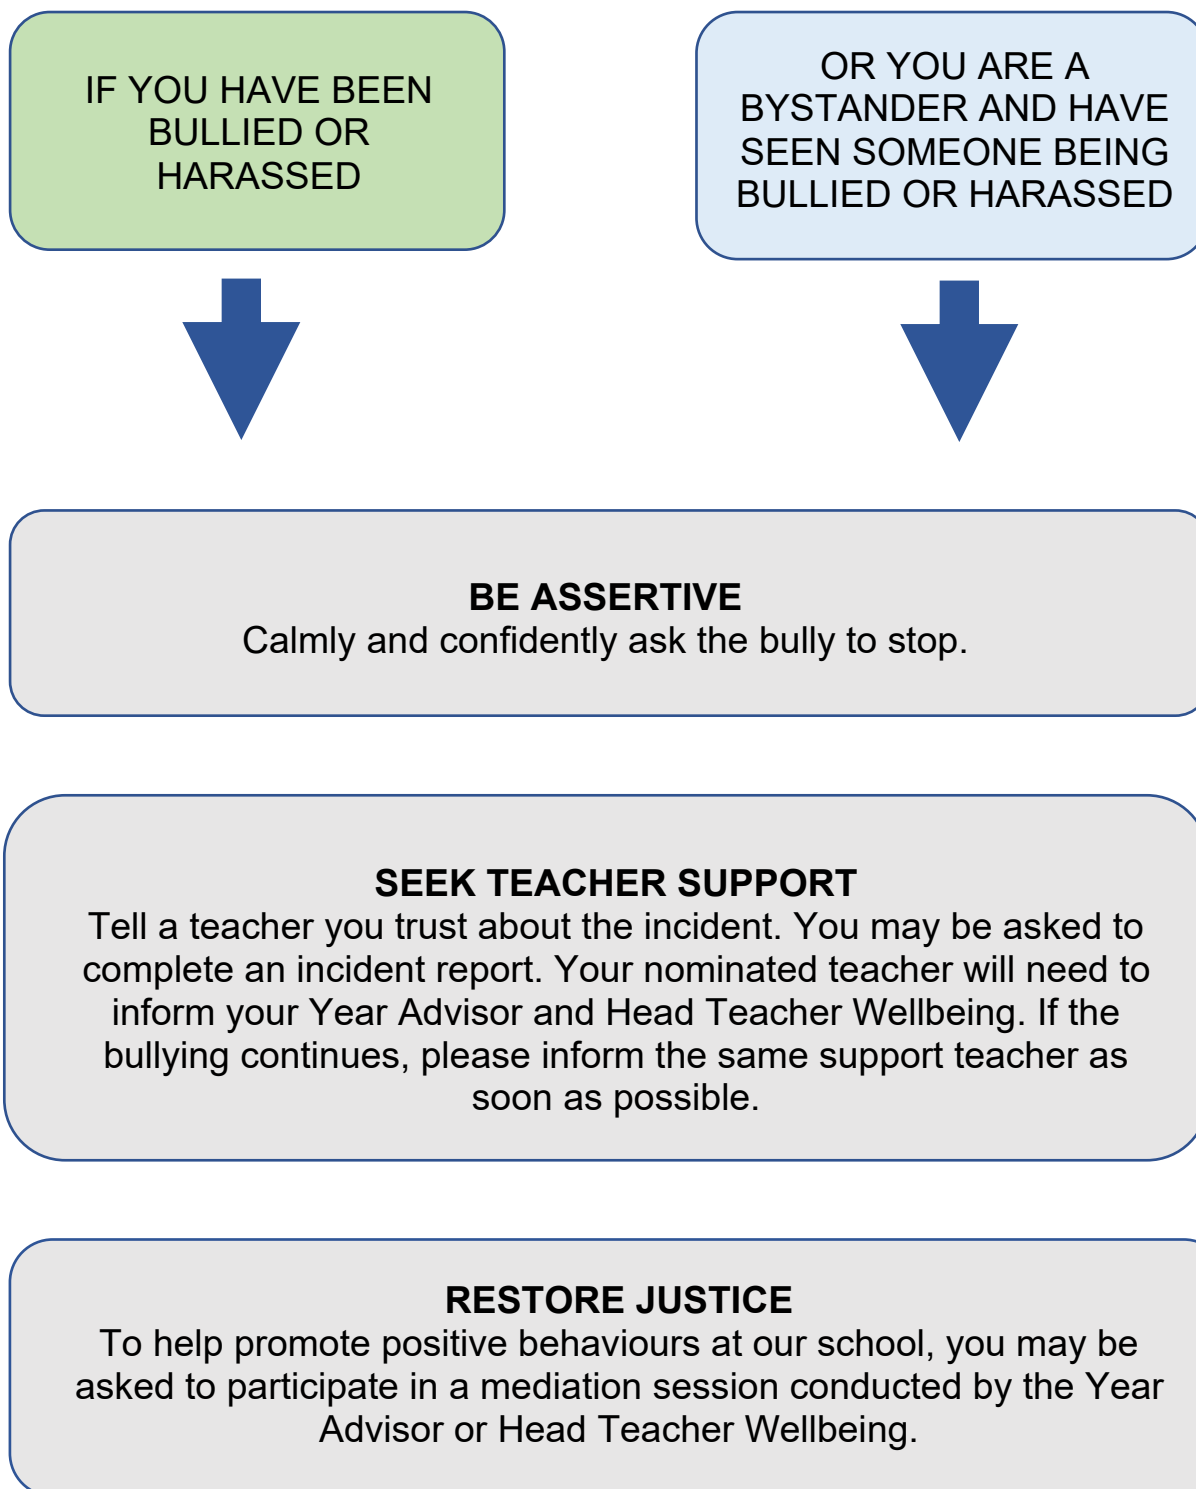 IF YOU HAVE BEEN
BULLIED OR
HARASSED
OR YOU ARE A
BYSTANDER AND HAVE
SEEN SOMEONE BEING
BULLIED OR HARASSED
BE ASSERTIVE
Calmly and confidently ask the bully to stop.
SEEK TEACHER SUPPORT
Tell a teacher you trust about the incident. You may be asked to
complete an incident report. Your nominated teacher will need to
inform your Year Advisor and Head Teacher Wellbeing. If the
bullying continues, please inform the same support teacher as
soon as possible.
RESTORE JUSTICE
To help promote positive behaviours at our school, you may be
asked to participate in a mediation session conducted by the Year
Advisor or Head Teacher Wellbeing.